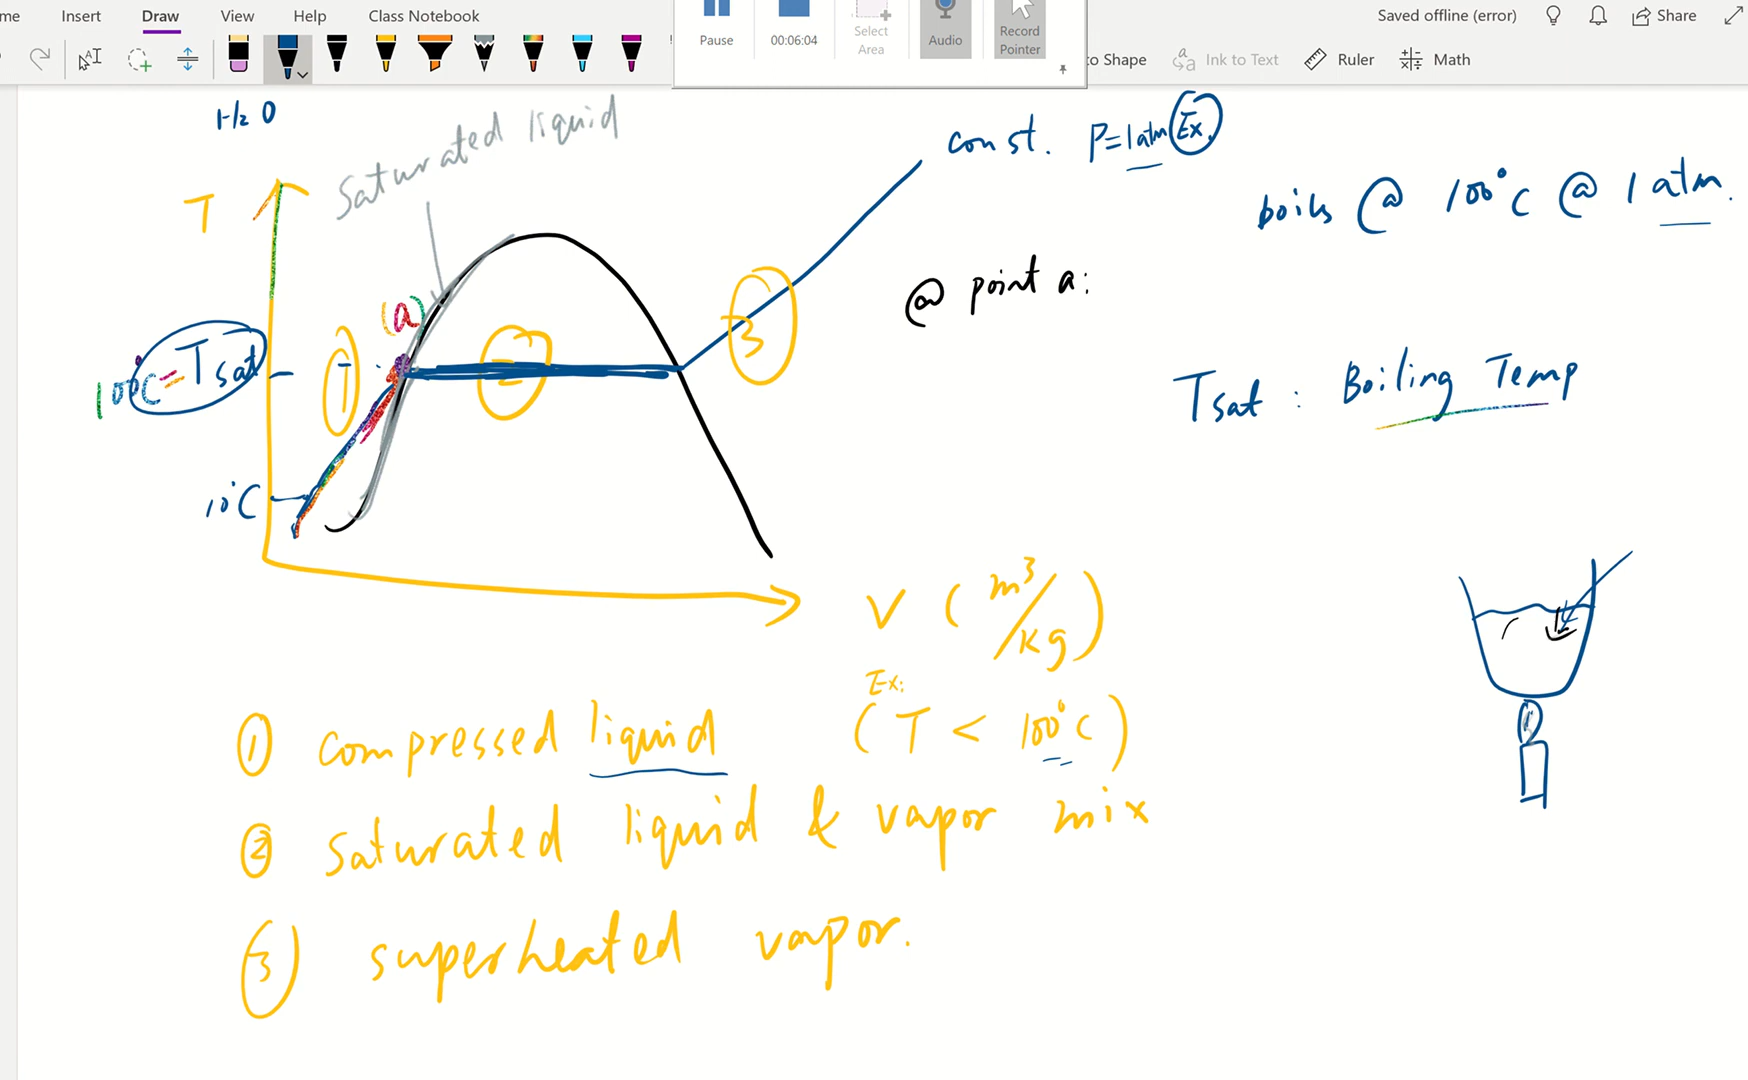 me Insert Draw View Help Class Notebook
Pause
00:06:04
Select Area
Audio
Record Pointer
Saved offline (error)
Share
to Shape
Ink to Text
Ruler
Math
H2O
saturated liquid
const. P=1atm Ex.
boils @ 100°C @ 1 atm.
T
@ point a:
(a)
1
2
3
100°C = Tsat
Tsat : Boiling Temp
10°C
V (m³/kg)
Ex:
① compressed liquid (T < 100°C)
② saturated liquid & vapor mix
③ superheated vapor.